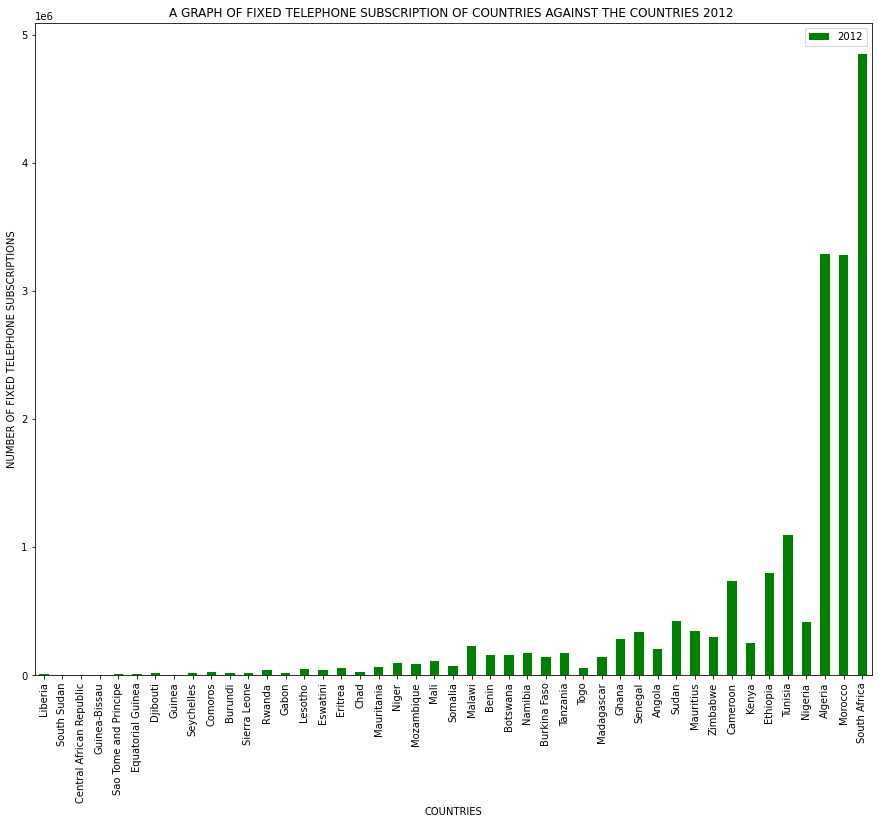 A GRAPH OF FIXED TELEPHONE SUBSCRIPTION OF COUNTRIES AGAINST THE COUNTRIES 2012
1e6
2012
5
4
3
2
1
0
NUMBER OF FIXED TELEPHONE SUBSCRIPTIONS
Liberia
South Sudan
Central African Republic
Guinea-Bissau
Sao Tome and Principe
Equatorial Guinea
Djibouti
Guinea
Seychelles
Comoros
Burundi
Sierra Leone
Rwanda
Gabon
Lesotho
Eswatini
Eritrea
Chad
Mauritania
Niger
Mozambique
Mali
Somalia
Malawi
Benin
Botswana
Namibia
Burkina Faso
Tanzania
Togo
Madagascar
Ghana
Senegal
Angola
Sudan
Mauritius
Zimbabwe
Cameroon
Kenya
Ethiopia
Tunisia
Nigeria
Algeria
Morocco
South Africa
COUNTRIES